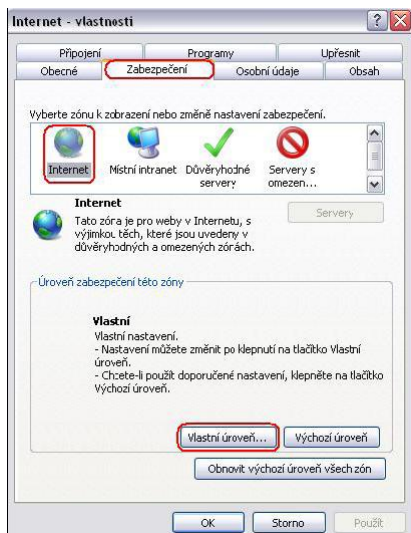 Internet - vlastnosti
Připojení Programy Upřesnit
Obecné Zabezpečení Osobní údaje Obsah
Vyberte zónu k zobrazení nebo změně nastavení zabezpečení.
Internet Místní intranet Důvěryhodné servery Servery s omezen...
Internet
Tato zóna je pro weby v Internetu, s
výjimkou těch, které jsou uvedeny v
důvěryhodných a omezených zónách.
Servery
Úroveň zabezpečení této zóny
Vlastní
Vlastní nastavení.
- Nastavení můžete změnit po klepnutí na tlačítko Vlastní
úroveň.
- Chcete-li použít doporučené nastavení, klepněte na tlačítko
Výchozí úroveň.
Vlastní úroveň... Výchozí úroveň
Obnovit výchozí úroveň všech zón
OK Storno Použít